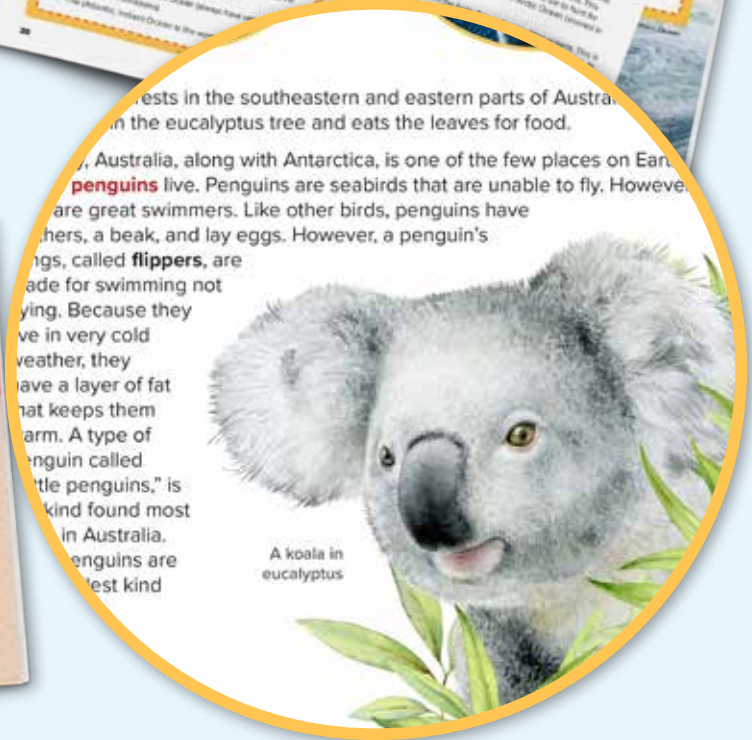 ests in the southeastern and eastern parts of Austra
n the eucalyptus tree and eats the leaves for food.
, Australia, along with Antarctica, is one of the few places on Ear
penguins live. Penguins are seabirds that are unable to fly. Howeve
are great swimmers. Like other birds, penguins have
hers, a beak, and lay eggs. However, a penguin's
ngs, called flippers, are
ade for swimming not
ying. Because they
ve in very cold
weather, they
ave a layer of fat
hat keeps them
arm. A type of
enguin called
ttle penguins," is
kind found most
in Australia.
enguins are
lest kind
A koala in
eucalyptus